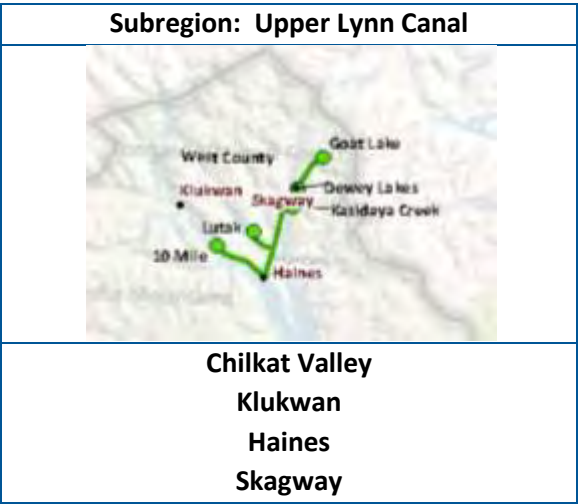 Subregion: Upper Lynn Canal
Goat Lake
West County
Dewey Lakes
Klukwan
Skagway
Kasidaya Creek
Lutak
10 Mile
Haines
Chilkat Valley
Klukwan
Haines
Skagway